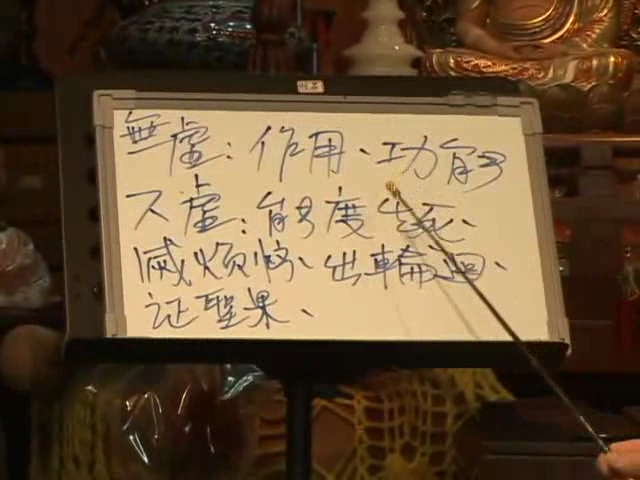 無虛：作用、功能
不虛：能度生死、
滅煩惱、出輪迴、
証聖果、